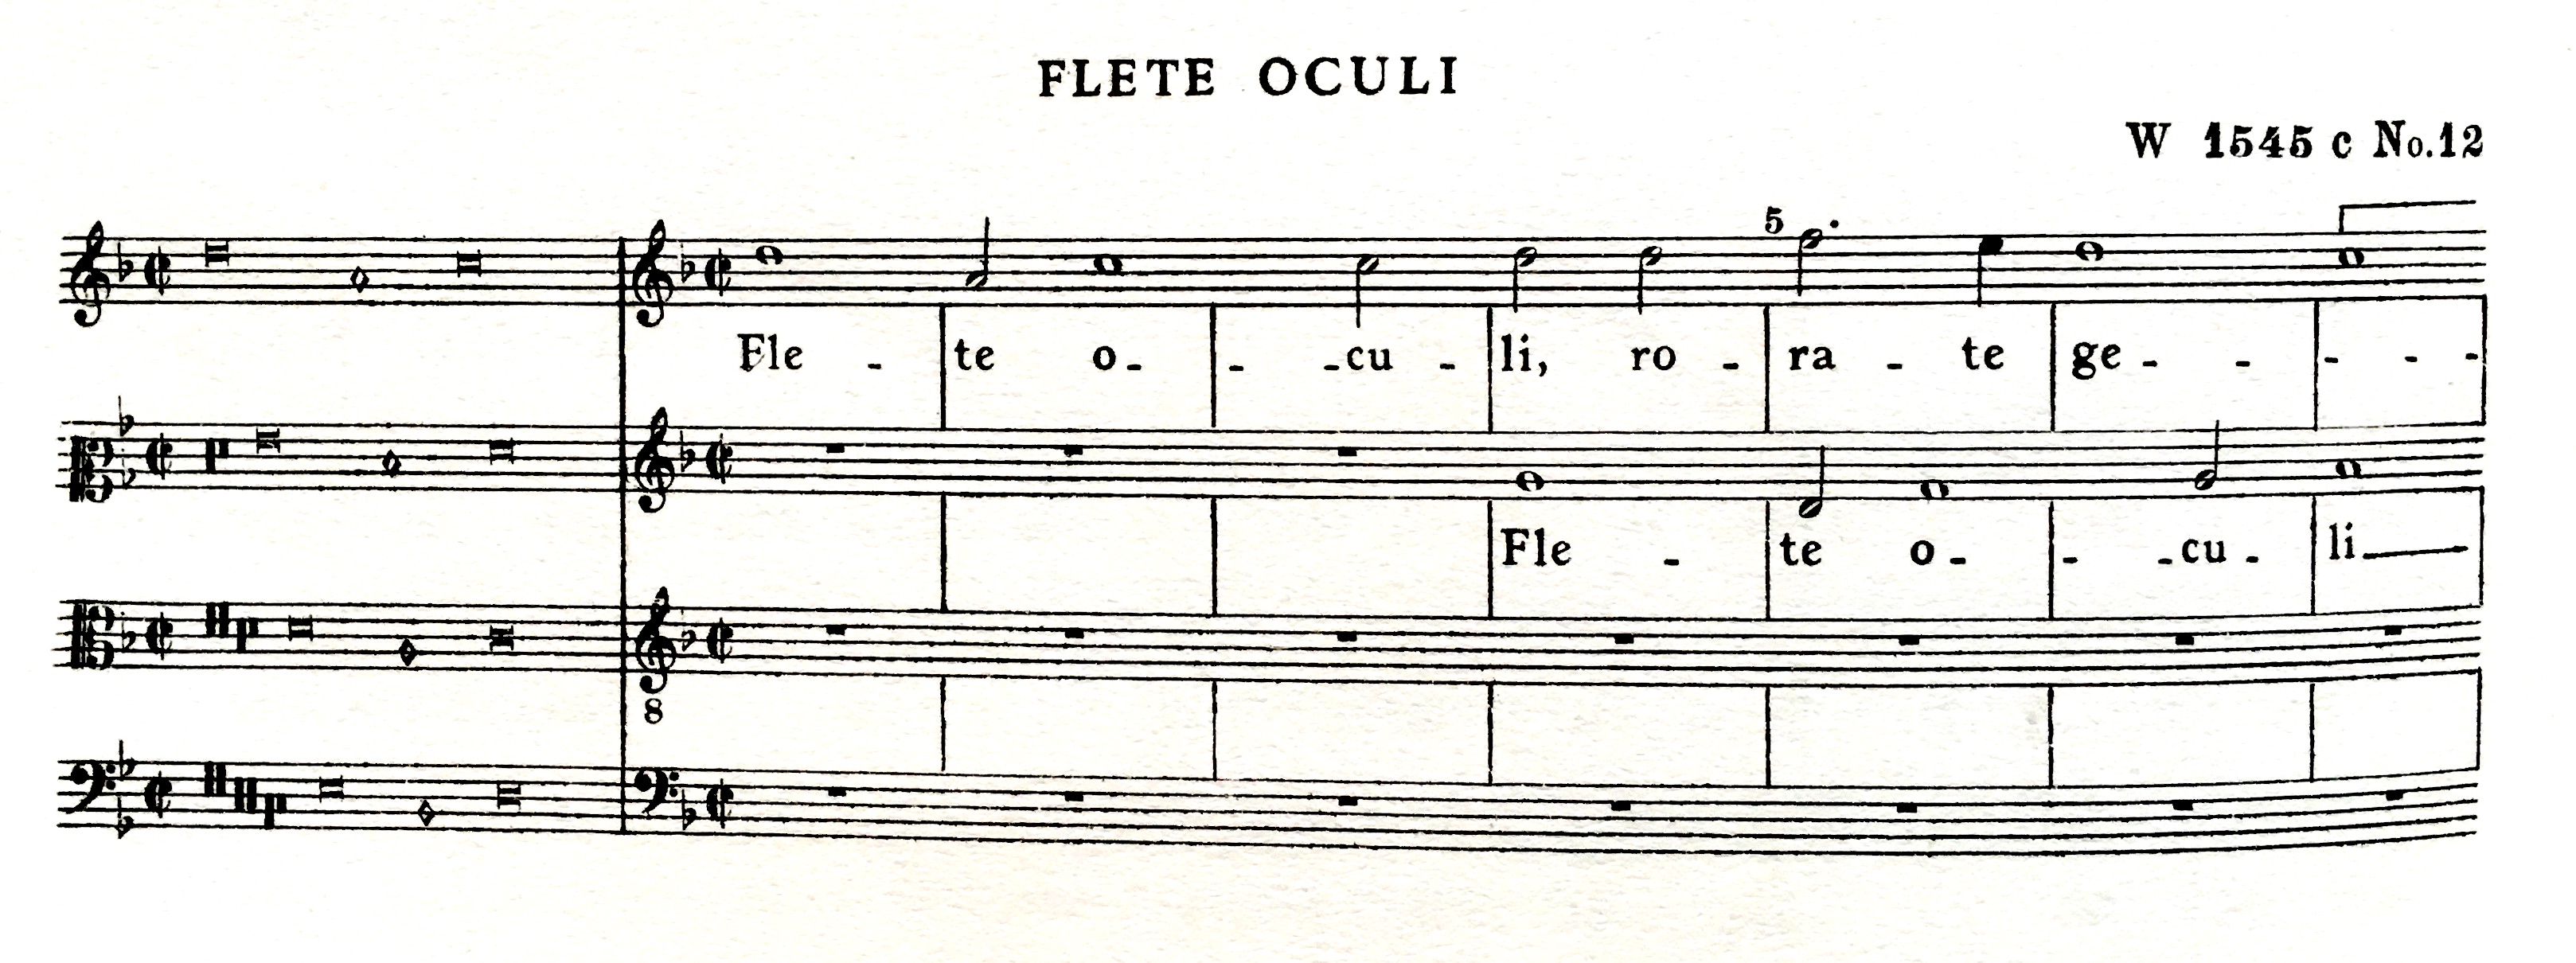 FLETE OCULI
W 1545 c No.12
5
Fle - te o - - - cu - li, ro - ra - te ge - - - - -
Fle - te o - - - cu - li
8